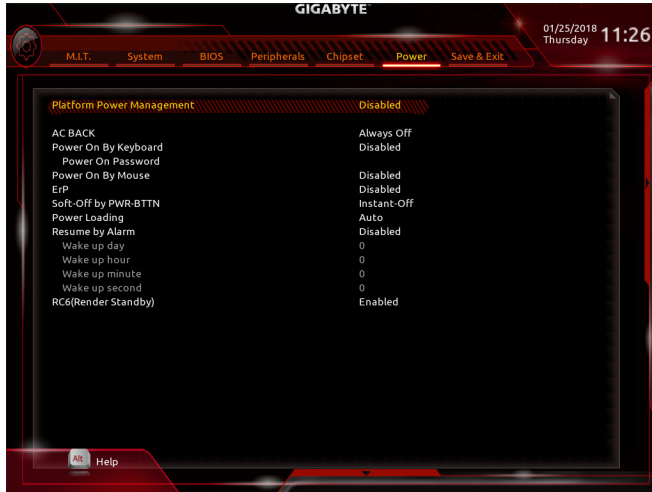 GIGABYTE™
01/25/2018
Thursday 11:26
M.I.T. System BIOS Peripherals Chipset Power Save & Exit
Platform Power Management Disabled
AC BACK Always Off
Power On By Keyboard Disabled
Power On Password
Power On By Mouse Disabled
ErP Disabled
Soft-Off by PWR-BTTN Instant-Off
Power Loading Auto
Resume by Alarm Disabled
Wake up day 0
Wake up hour 0
Wake up minute 0
Wake up second 0
RC6(Render Standby) Enabled
Alt Help